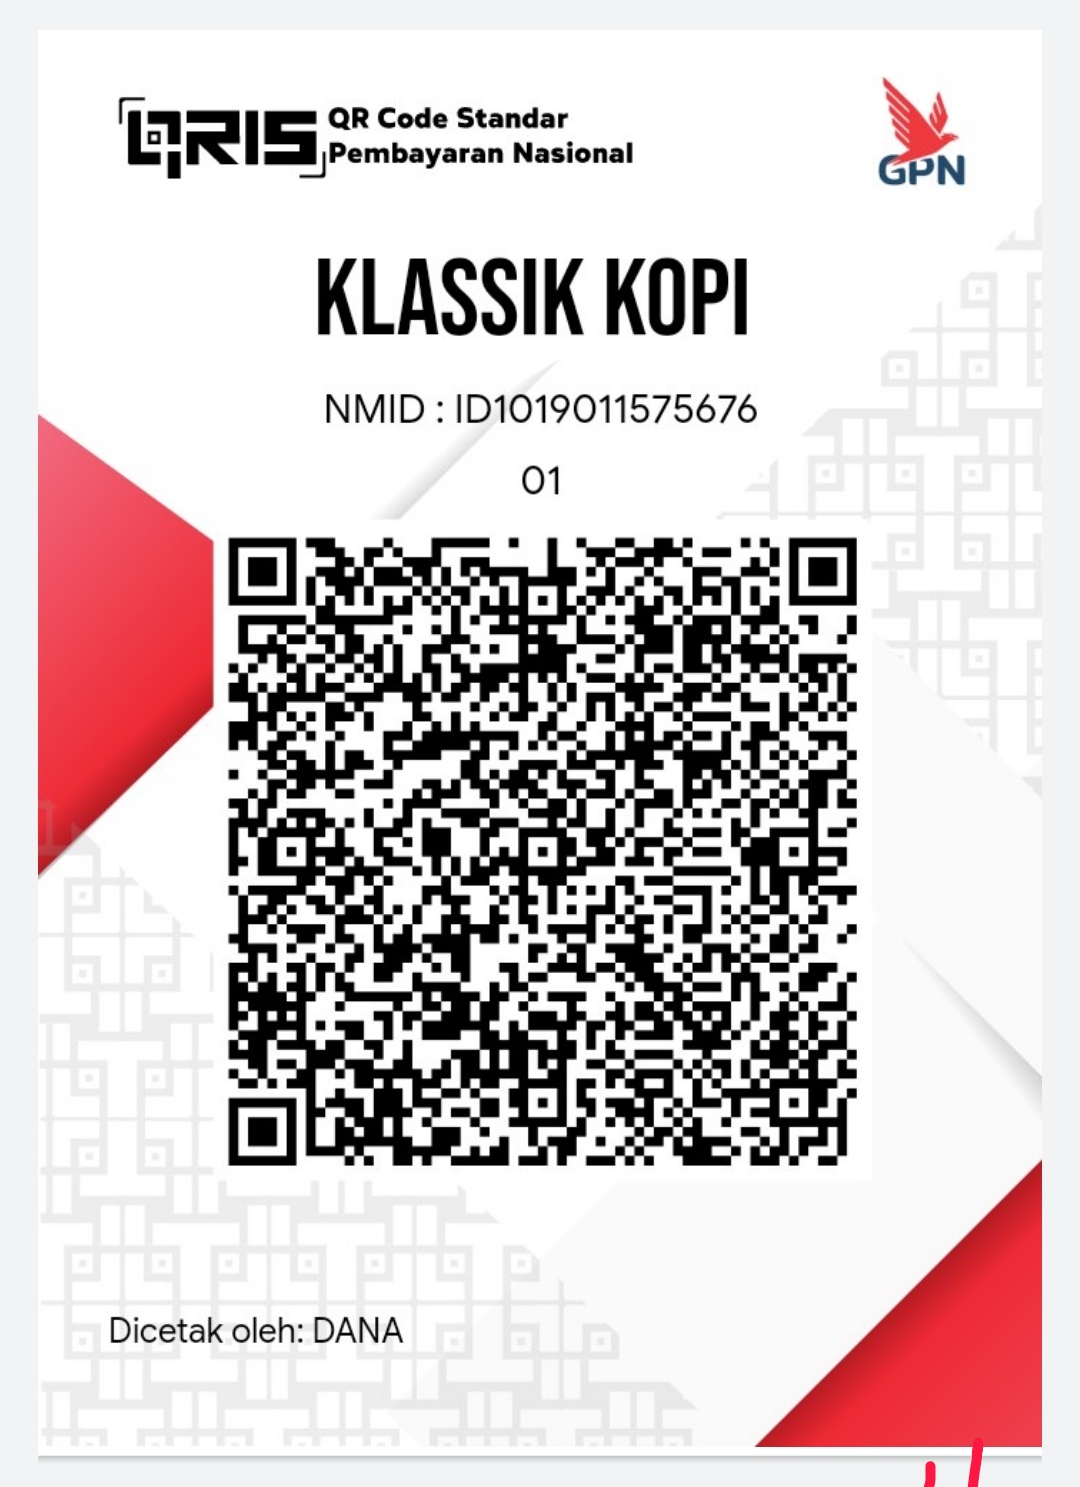 QRIS
QR Code Standar
Pembayaran Nasional
GPN
KLASSIK KOPI
NMID : ID1019011575676
01
Dicetak oleh: DANA